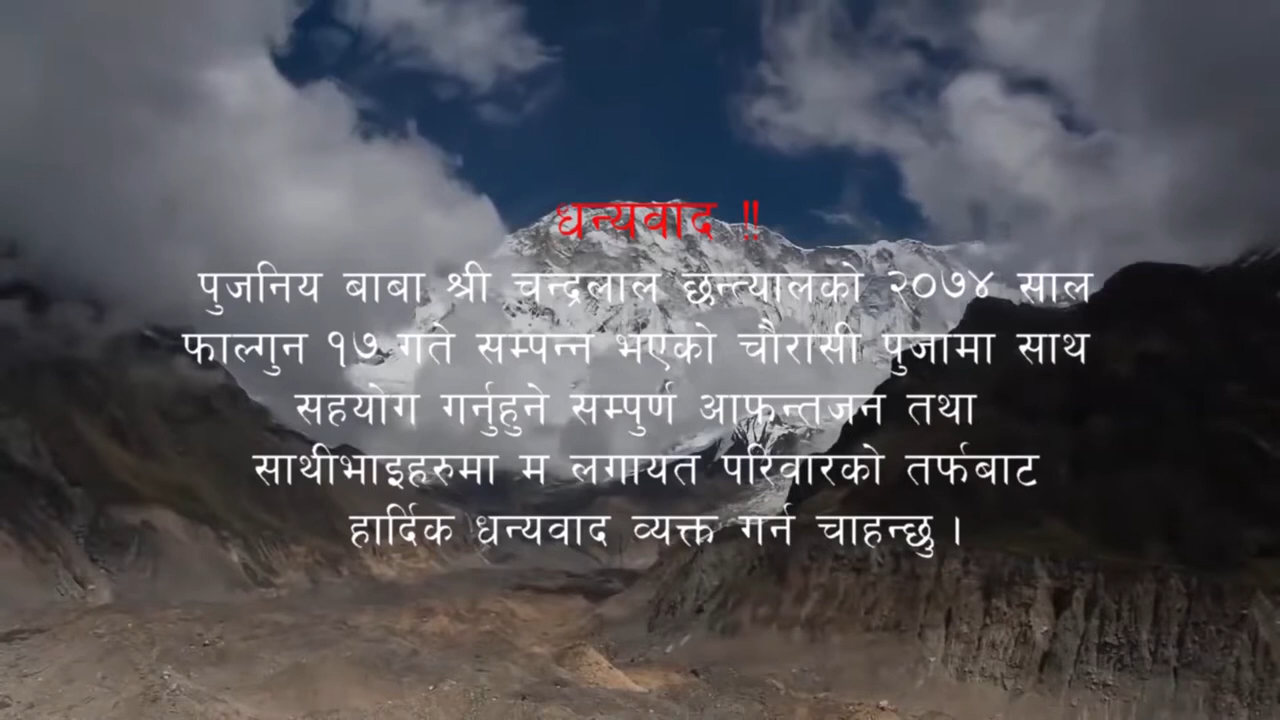 धन्यवाद !!
पुजनिय बाबा श्री चन्द्रलाल छन्त्यालको २०७४ साल
फाल्गुन १७ गते सम्पन्न भएको चौरासी पुजामा साथ
सहयोग गर्नुहुने सम्पुर्ण आफन्तजन तथा
साथीभाइहरुमा म लगायत परिवारको तर्फबाट
हार्दिक धन्यवाद व्यक्त गर्न चाहन्छु ।